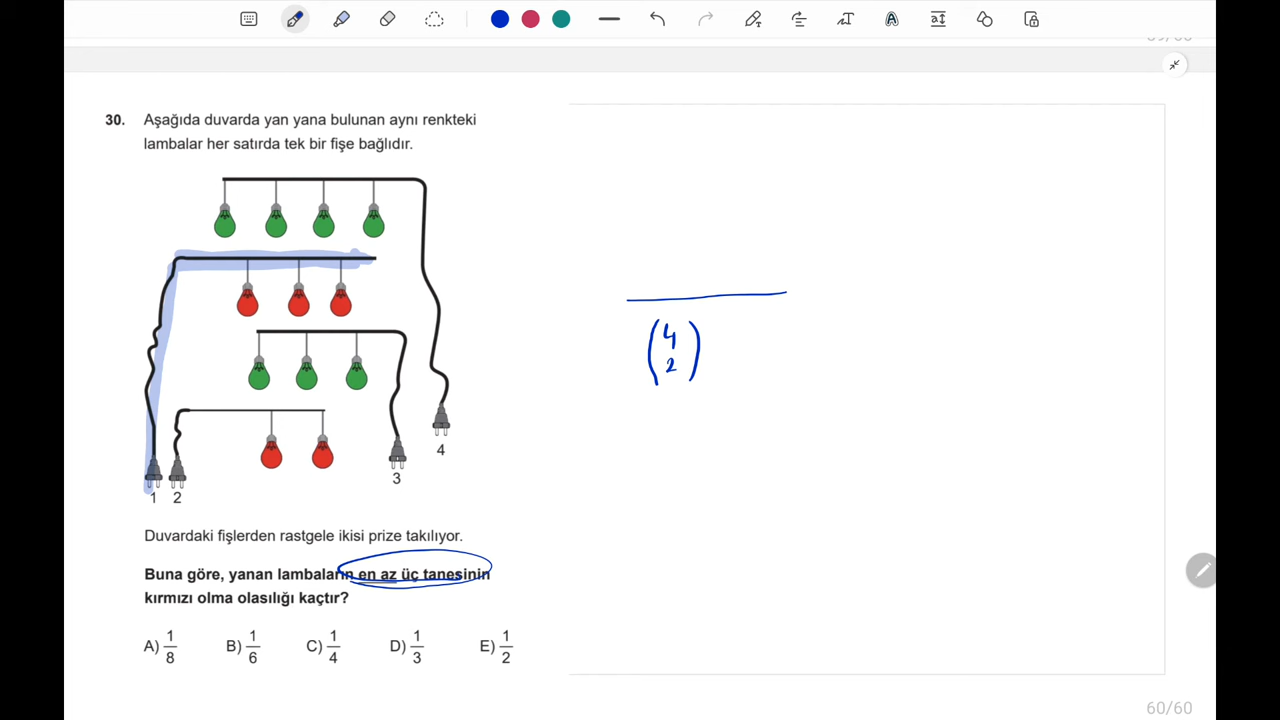 59/60
30. Aşağıda duvarda yan yana bulunan aynı renkteki
lambalar her satırda tek bir fişe bağlıdır.
4
3
1 2
Duvardaki fişlerden rastgele ikisi prize takılıyor.
Buna göre, yanan lambaların en az üç tanesinin
kırmızı olma olasılığı kaçtır?
A) 1/8 B) 1/6 C) 1/4 D) 1/3 E) 1/2
(4
2)
60/60